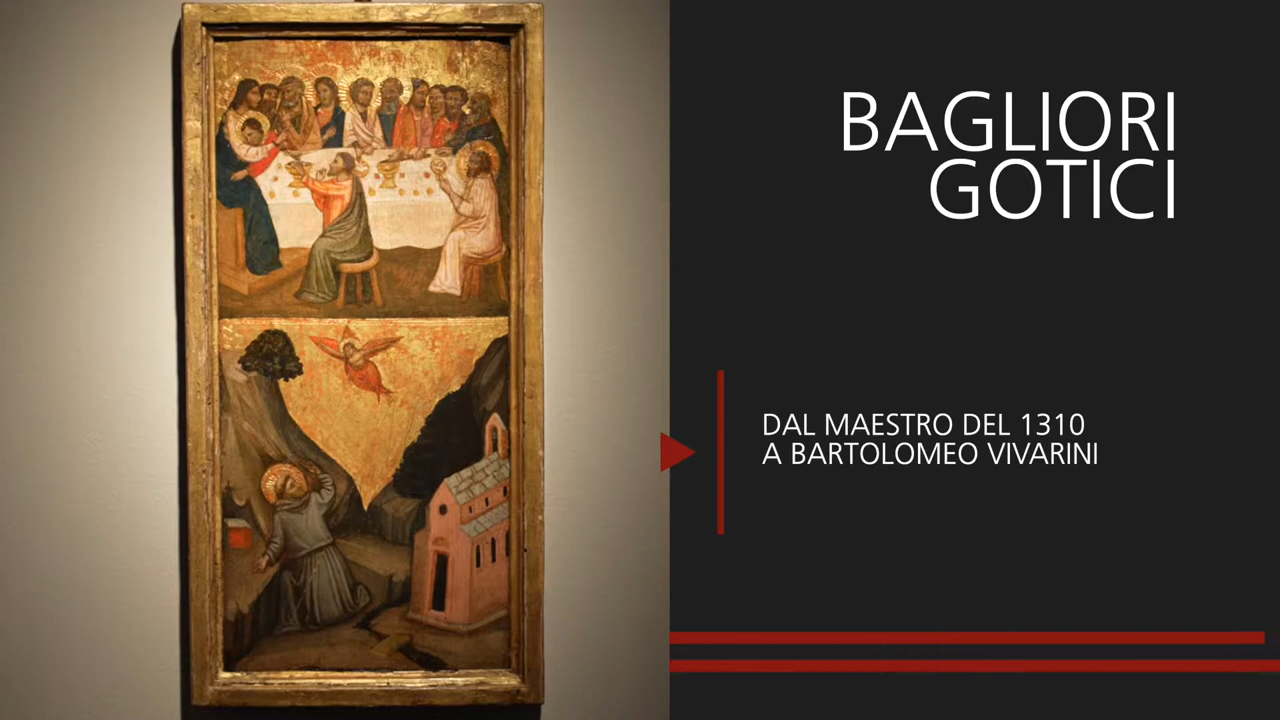 BAGLIORI
GOTICI
DAL MAESTRO DEL 1310
A BARTOLOMEO VIVARINI